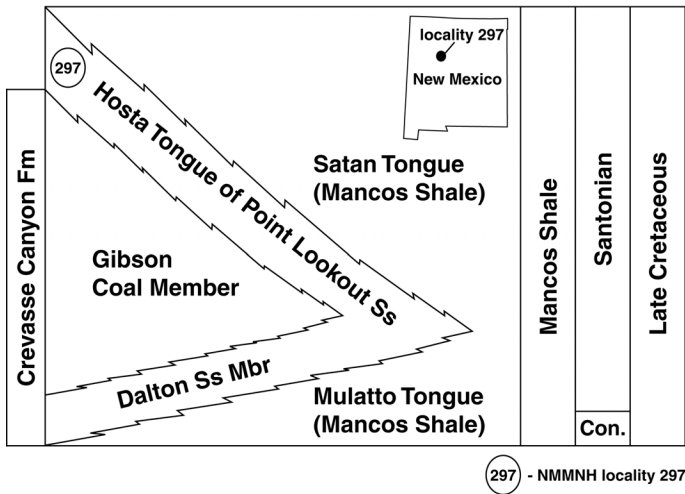 297
locality 297
New Mexico
Hosta Tongue of Point Lookout Ss
Satan Tongue
(Mancos Shale)
Gibson
Coal Member
Dalton Ss Mbr
Mulatto Tongue
(Mancos Shale)
Crevasse Canyon Fm
Mancos Shale
Santonian
Con.
Late Cretaceous
297 - NMMNH locality 297